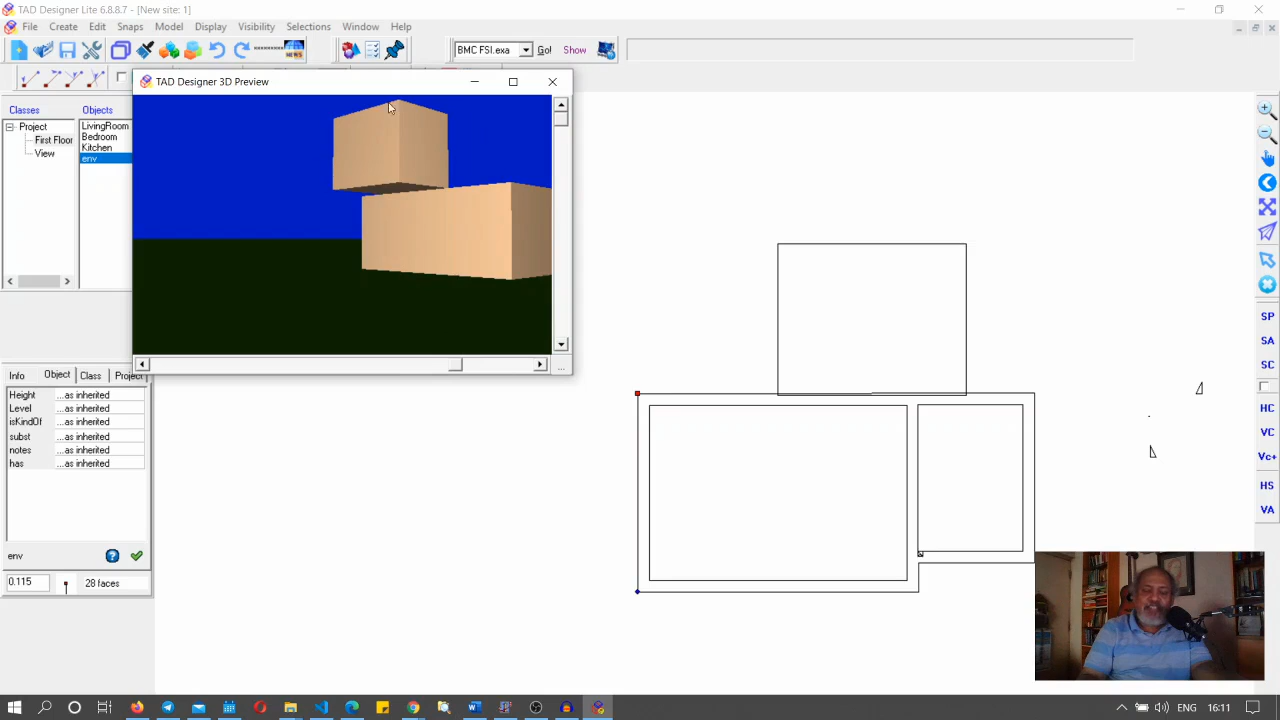 TAD Designer Lite 6.8.8.7 - [New site: 1]
File Create Edit Snaps Model Display Visibility Selections Window Help
NEWS BMC FSI.exa Go! Show
TAD Designer 3D Preview
Classes Objects
Project
First Floor
View
LivingRoom
Bedroom
Kitchen
env
Info Object Class Project
Height ...as inherited
Level ...as inherited
isKindOf ...as inherited
subst ...as inherited
notes ...as inherited
has ...as inherited
env
0.115 28 faces
SP
SA
SC
HC
VC
Vc+
HS
VA
ENG 16:11